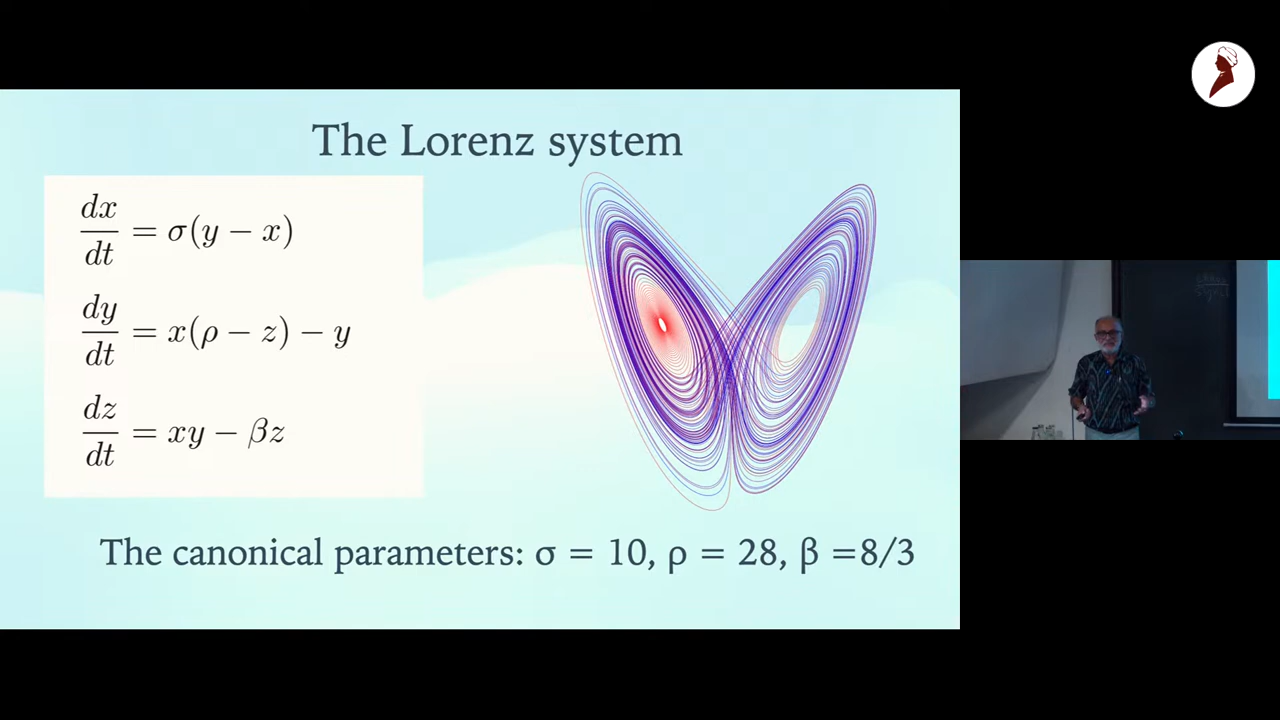 The Lorenz system
dx/dt = σ(y − x)
dy/dt = x(ρ − z) − y
dz/dt = xy − βz
The canonical parameters: σ = 10, ρ = 28, β =8/3